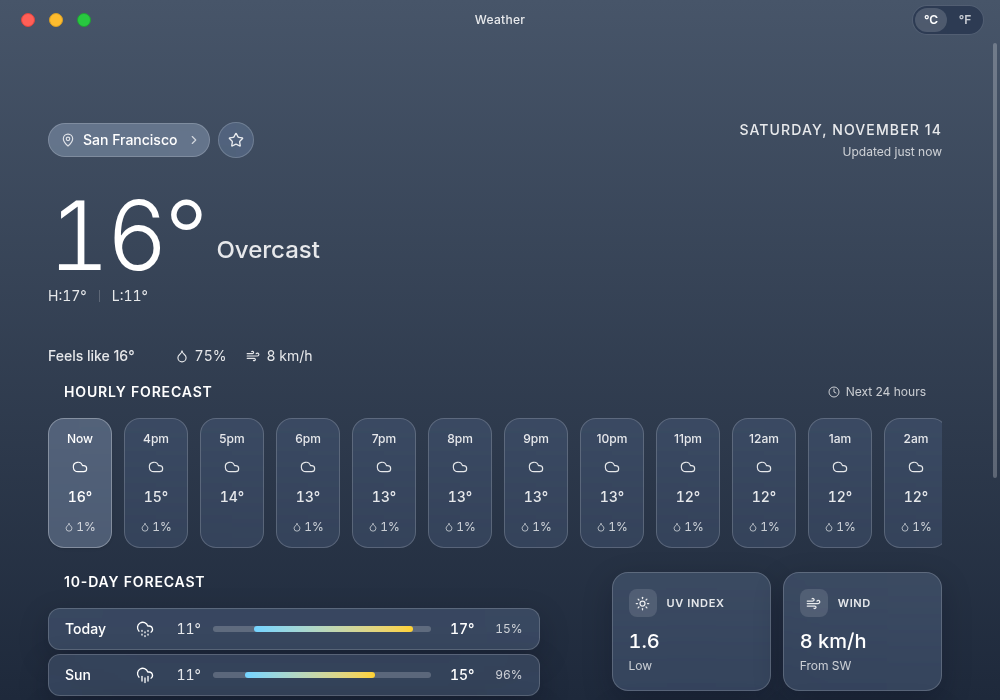 Weather
°C °F
San Francisco
SATURDAY, NOVEMBER 14
Updated just now
16° Overcast
H:17° L:11°
Feels like 16° 75% 8 km/h
HOURLY FORECAST Next 24 hours
Now 4pm 5pm 6pm 7pm 8pm 9pm 10pm 11pm 12am 1am 2am
16° 15° 14° 13° 13° 13° 13° 13° 12° 12° 12° 12°
1% 1% 1% 1% 1% 1% 1% 1% 1% 1% 1%
10-DAY FORECAST
Today 11° 17° 15%
Sun 11° 15° 96%
UV INDEX
1.6
Low
WIND
8 km/h
From SW